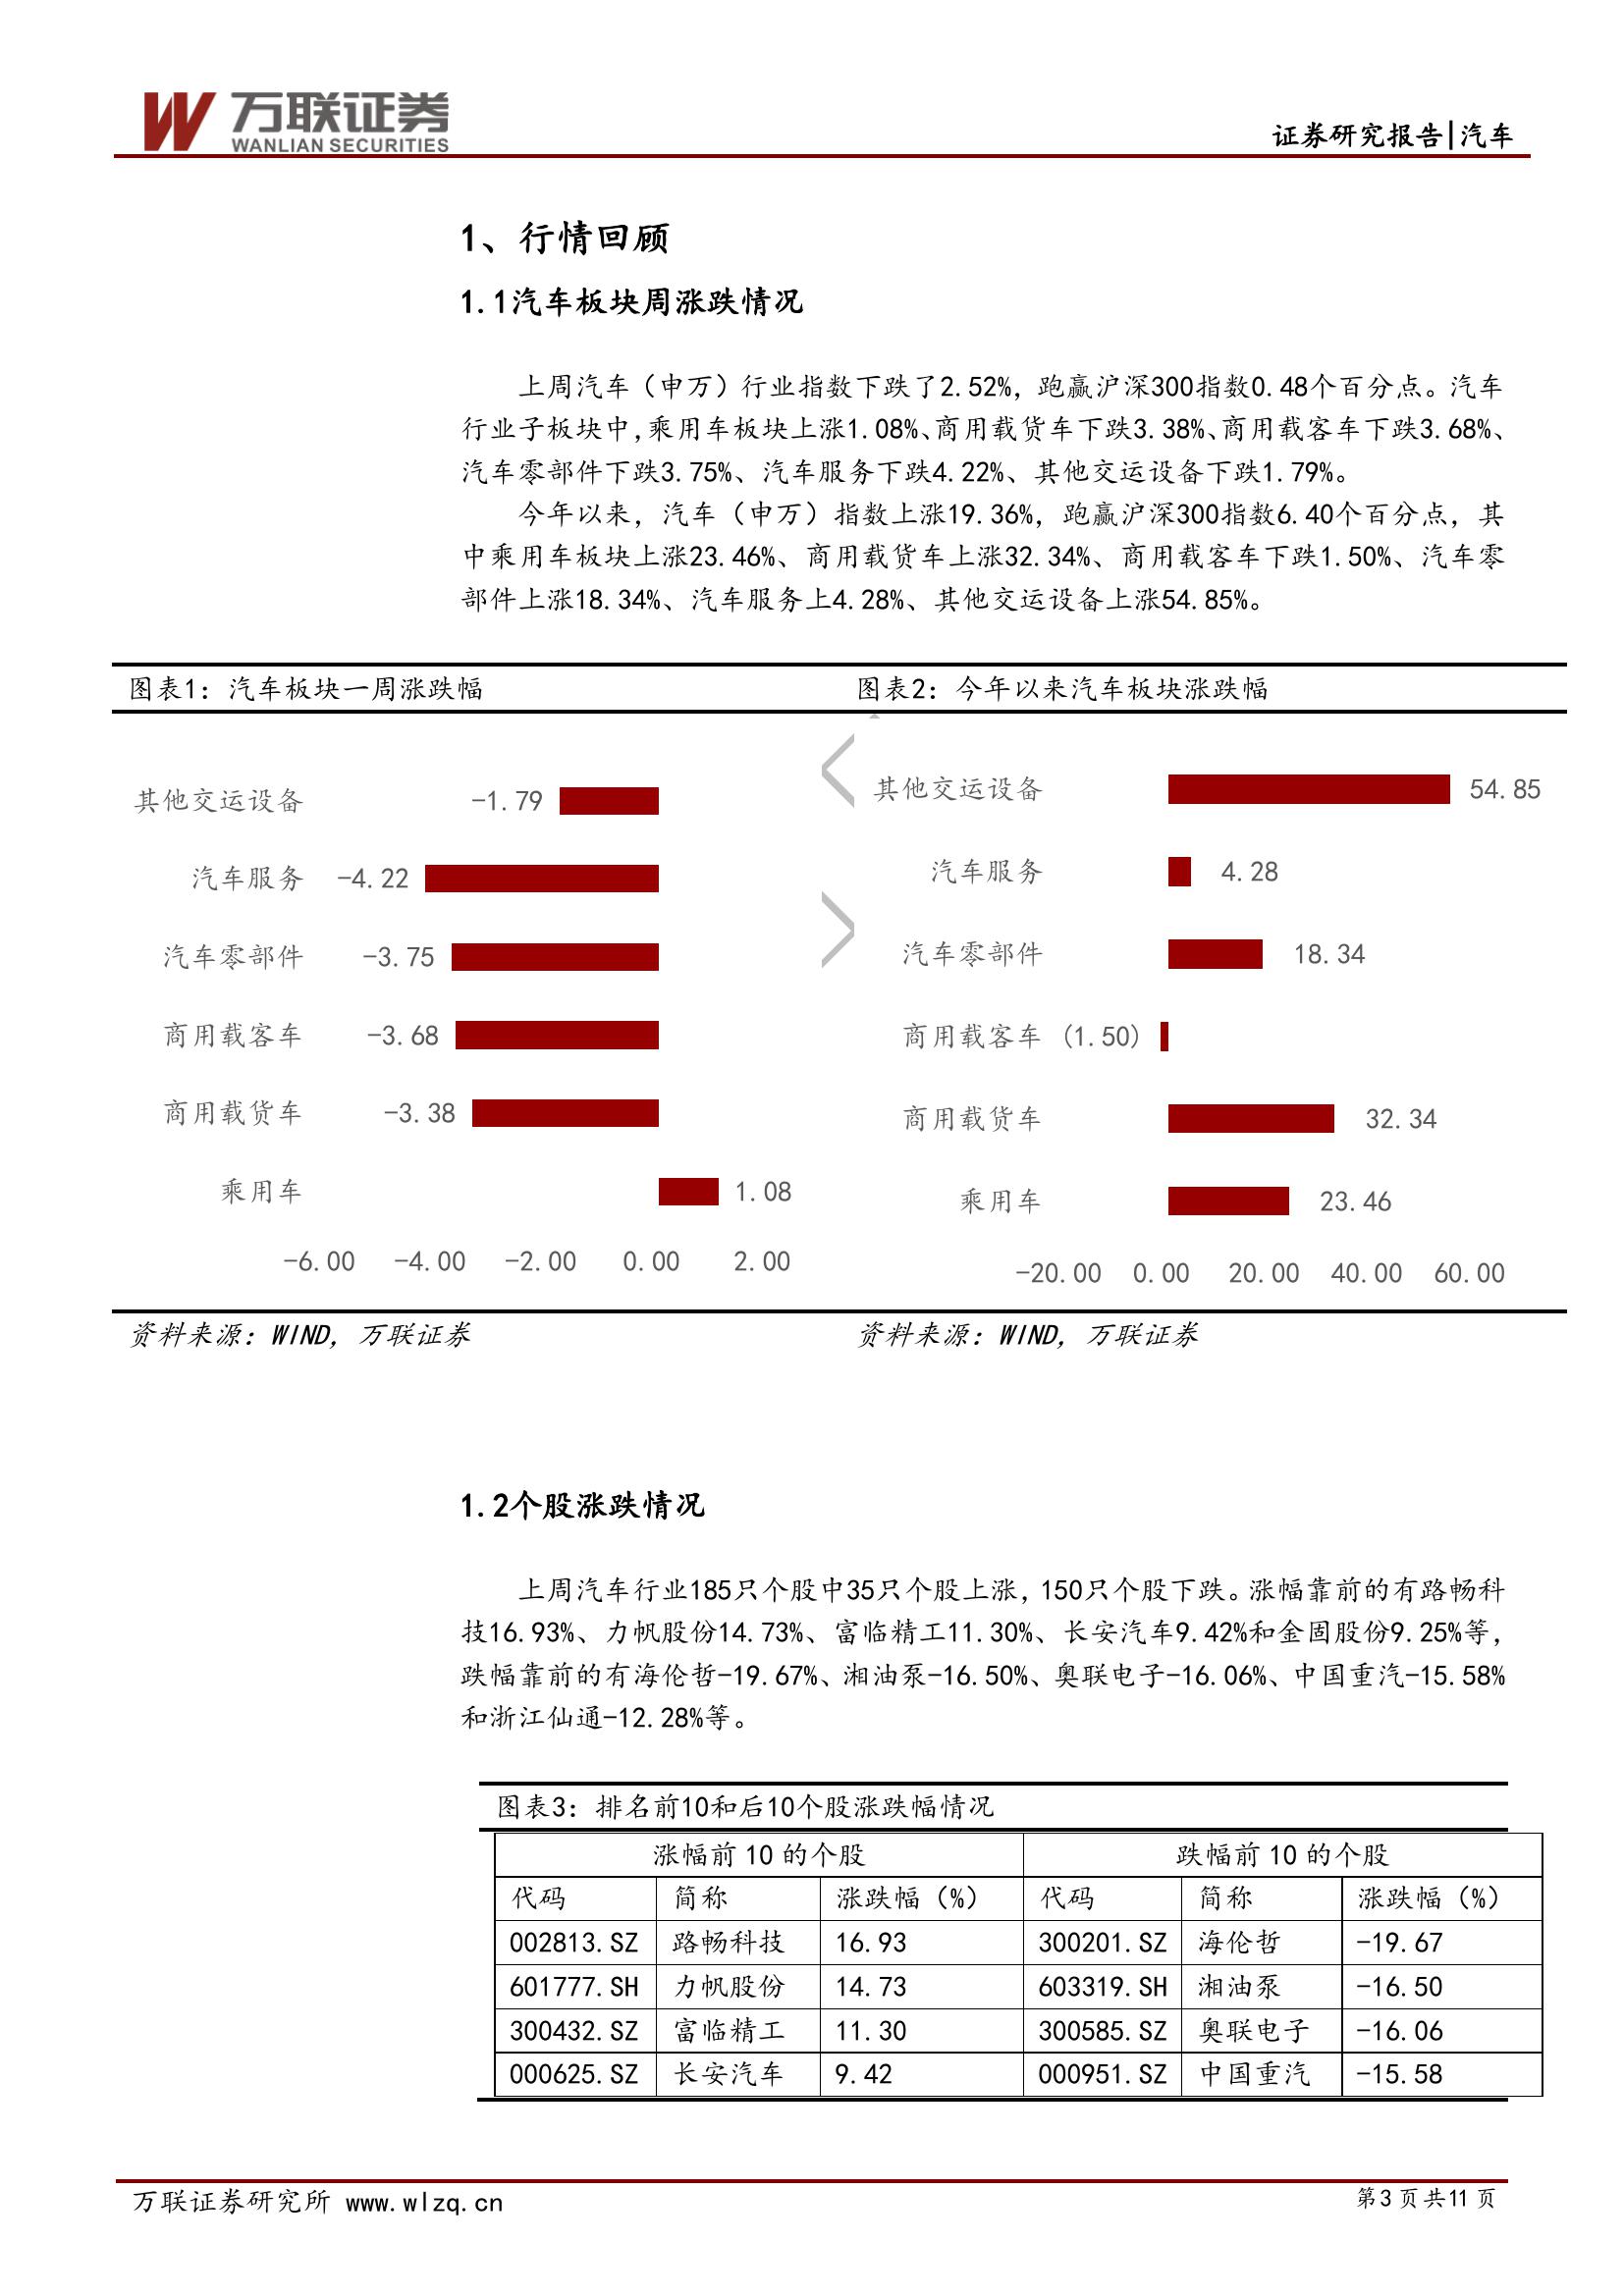 万联证券
WANLIAN SECURITIES
证券研究报告|汽车
1、行情回顾
1.1汽车板块周涨跌情况
上周汽车（申万）行业指数下跌了2.52%，跑赢沪深300指数0.48个百分点。汽车
行业子板块中,乘用车板块上涨1.08%、商用载货车下跌3.38%、商用载客车下跌3.68%、
汽车零部件下跌3.75%、汽车服务下跌4.22%、其他交运设备下跌1.79%。
今年以来，汽车（申万）指数上涨19.36%，跑赢沪深300指数6.40个百分点，其
中乘用车板块上涨23.46%、商用载货车上涨32.34%、商用载客车下跌1.50%、汽车零
部件上涨18.34%、汽车服务上4.28%、其他交运设备上涨54.85%。
图表1：汽车板块一周涨跌幅
其他交运设备 -1.79
汽车服务 -4.22
汽车零部件 -3.75
商用载客车 -3.68
商用载货车 -3.38
乘用车 1.08
-6.00 -4.00 -2.00 0.00 2.00
资料来源：WIND，万联证券
图表2：今年以来汽车板块涨跌幅
其他交运设备 54.85
汽车服务 4.28
汽车零部件 18.34
商用载客车 (1.50)
商用载货车 32.34
乘用车 23.46
-20.00 0.00 20.00 40.00 60.00
资料来源：WIND，万联证券
1.2个股涨跌情况
上周汽车行业185只个股中35只个股上涨，150只个股下跌。涨幅靠前的有路畅科
技16.93%、力帆股份14.73%、富临精工11.30%、长安汽车9.42%和金固股份9.25%等，
跌幅靠前的有海伦哲-19.67%、湘油泵-16.50%、奥联电子-16.06%、中国重汽-15.58%
和浙江仙通-12.28%等。
图表3：排名前10和后10个股涨跌幅情况
涨幅前 10 的个股 跌幅前 10 的个股
代码 简称 涨跌幅（%） 代码 简称 涨跌幅（%）
002813.SZ 路畅科技 16.93 300201.SZ 海伦哲 -19.67
601777.SH 力帆股份 14.73 603319.SH 湘油泵 -16.50
300432.SZ 富临精工 11.30 300585.SZ 奥联电子 -16.06
000625.SZ 长安汽车 9.42 000951.SZ 中国重汽 -15.58
万联证券研究所 www.wlzq.cn
第3 页 共11 页